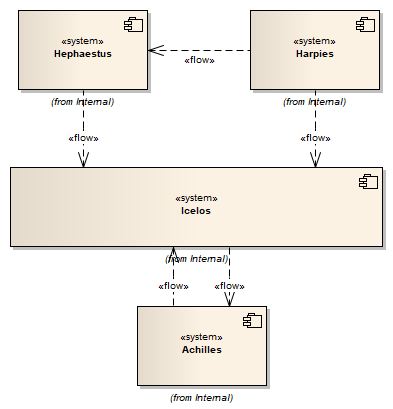 «system»
Hephaestus
«system»
Harpies
«flow»
(from Internal)
(from Internal)
«flow»
«flow»
«system»
Icelos
(from Internal)
«flow»
«flow»
«system»
Achilles
(from Internal)